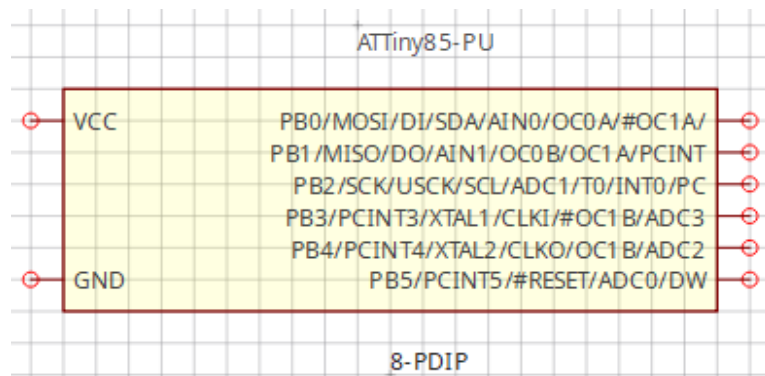 ATTiny85-PU
VCC PB0/MOSI/DI/SDA/AIN0/OC0A/#OC1A/
PB1/MISO/DO/AIN1/OC0B/OC1A/PCINT
PB2/SCK/USCK/SCL/ADC1/T0/INT0/PC
PB3/PCINT3/XTAL1/CLKI/#OC1B/ADC3
PB4/PCINT4/XTAL2/CLKO/OC1B/ADC2
GND PB5/PCINT5/#RESET/ADC0/DW
8-PDIP